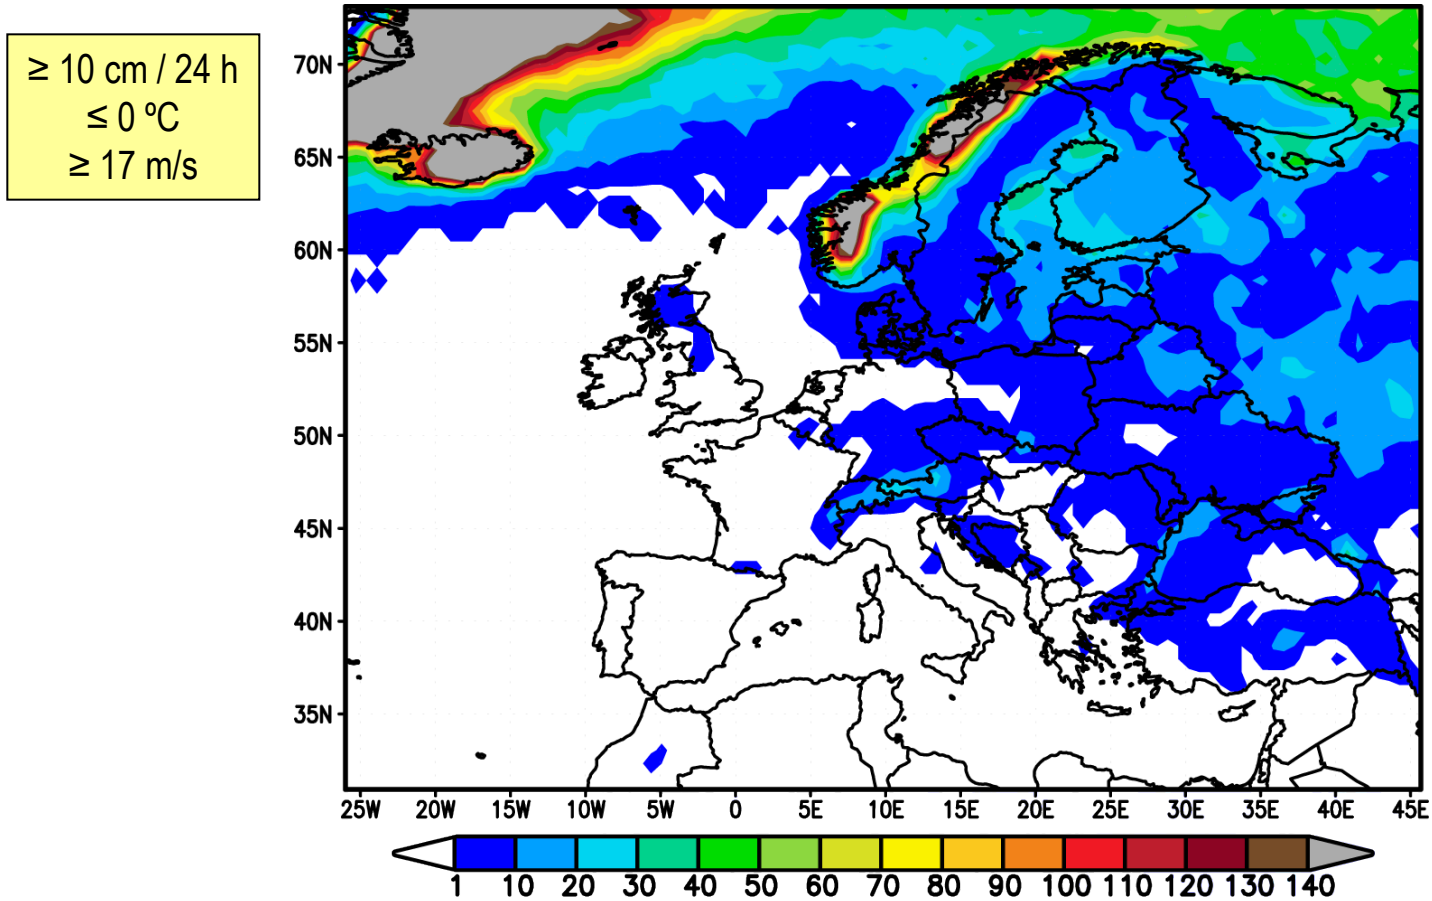 ≥ 10 cm / 24 h
≤ 0 ºC
≥ 17 m/s
70N
65N
60N
55N
50N
45N
40N
35N
25W 20W 15W 10W 5W 0 5E 10E 15E 20E 25E 30E 35E 40E 45E
1 10 20 30 40 50 60 70 80 90 100 110 120 130 140